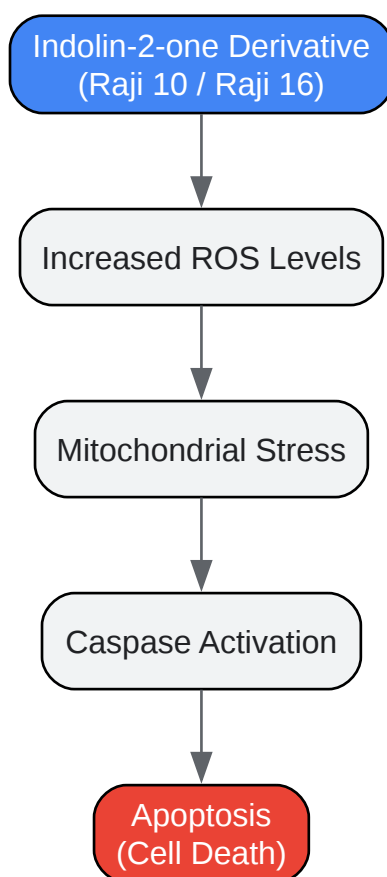 Indolin-2-one Derivative
(Raji 10 / Raji 16)
Increased ROS Levels
Mitochondrial Stress
Caspase Activation
Apoptosis
(Cell Death)